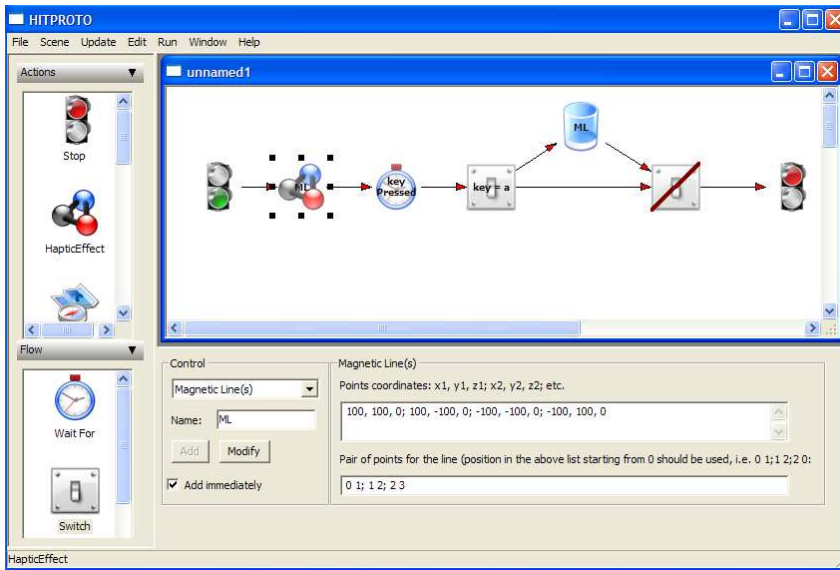 HITPROTO
File Scene Update Edit Run Window Help
Actions
Stop
HapticEffect
Flow
Wait For
Switch
unnamed1
ML
key Pressed
key = a
ML
Control
Magnetic Line(s)
Name: ML
Add Modify
Add immediately
Magnetic Line(s)
Points coordinates: x1, y1, z1; x2, y2, z2; etc.
100, 100, 0; 100, -100, 0; -100, -100, 0; -100, 100, 0
Pair of points for the line (position in the above list starting from 0 should be used, i.e. 0 1;1 2;2 0:
0 1; 1 2; 2 3
HapticEffect